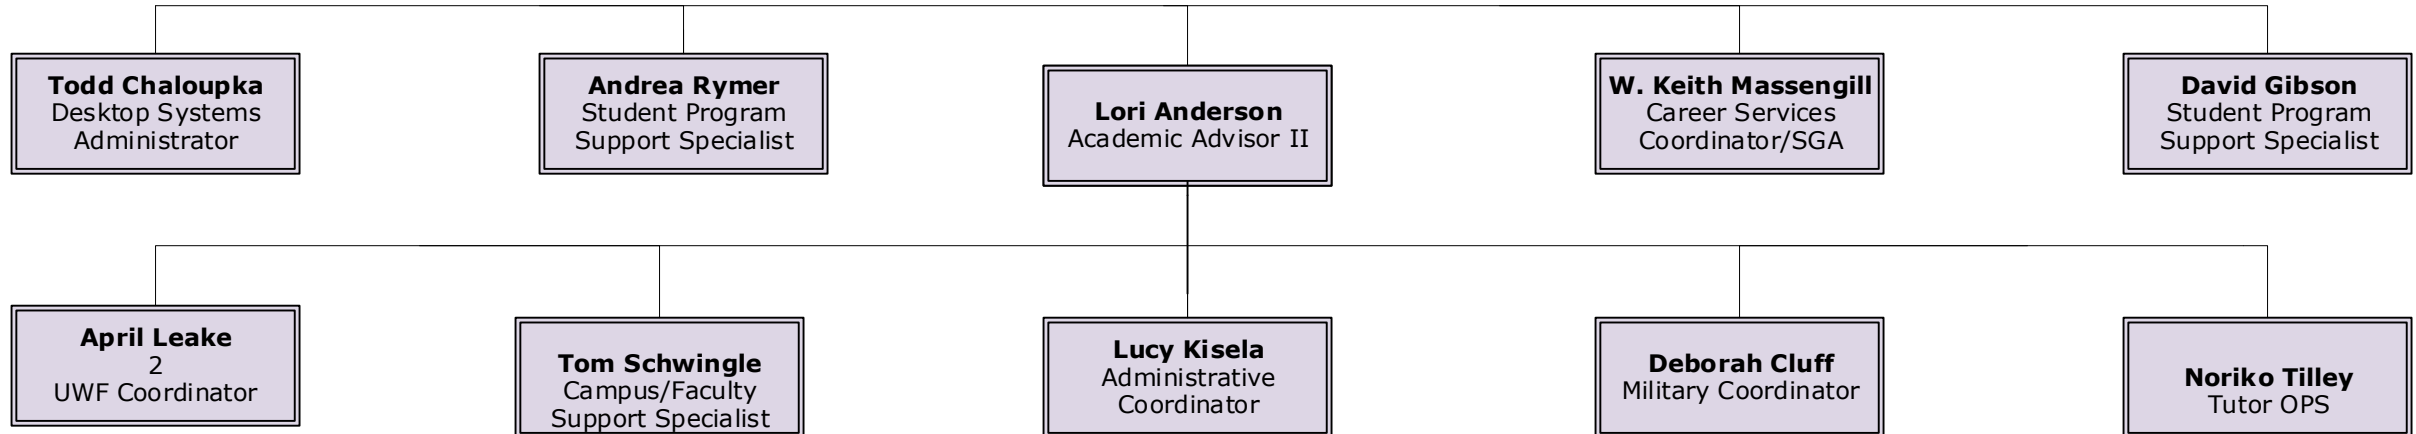 Todd Chaloupka
Desktop Systems
Administrator
Andrea Rymer
Student Program
Support Specialist
Lori Anderson
Academic Advisor II
W. Keith Massengill
Career Services
Coordinator/SGA
David Gibson
Student Program
Support Specialist
April Leake
2
UWF Coordinator
Tom Schwingle
Campus/Faculty
Support Specialist
Lucy Kisela
Administrative
Coordinator
Deborah Cluff
Military Coordinator
Noriko Tilley
Tutor OPS